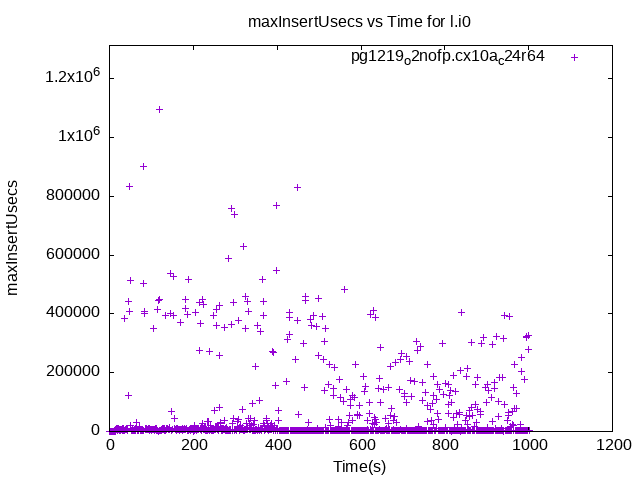 maxInsertUsecs vs Time for l.i0
pg1219o2nofp.cx10ac24r64
1.2x10^6
1x10^6
800000
600000
400000
200000
0
maxInsertUsecs
0 200 400 600 800 1000 1200
Time(s)